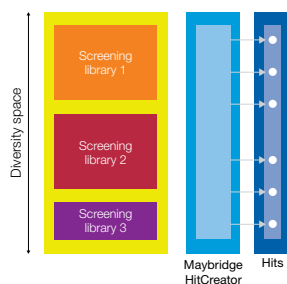 Diversity space
Screening
library 1
Screening
library 2
Screening
library 3
Maybridge
HitCreator
Hits